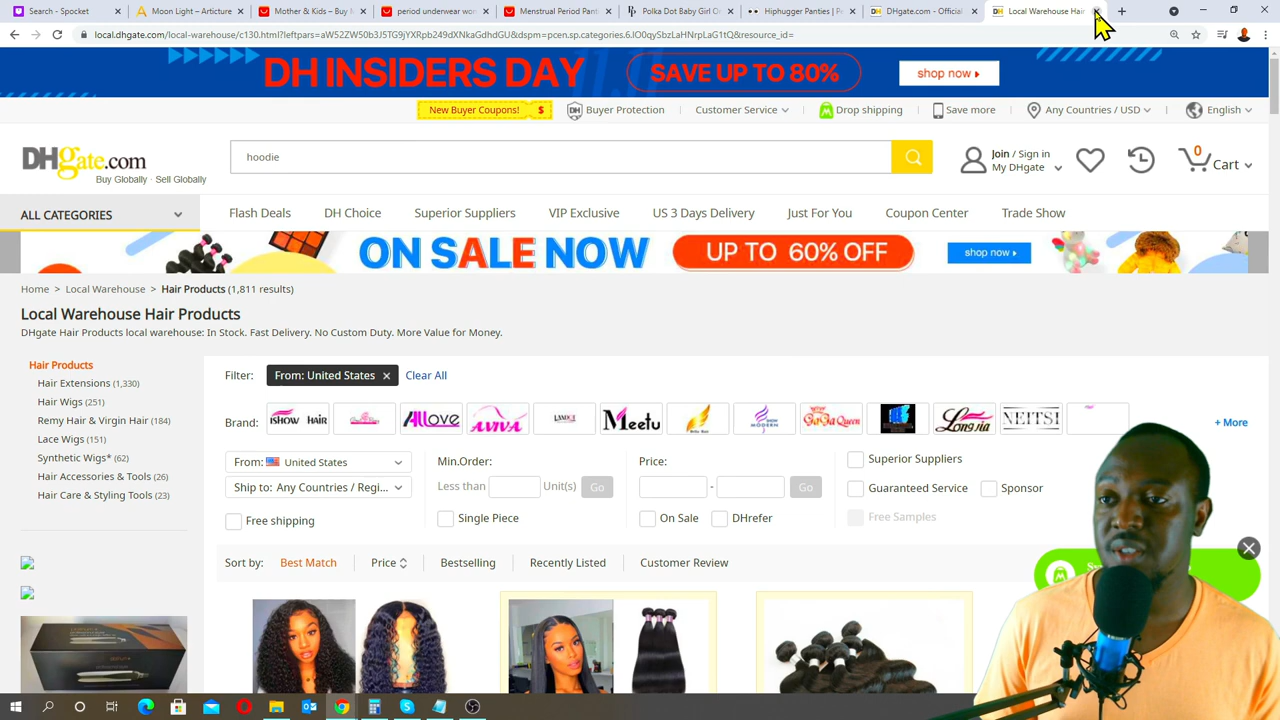 Search - Spocket
Moon Light – Articture
Mother & Kids – Buy M
period underwear wom
Menstrual Period Pant
Polka Dot Baby Girl O
Hiphugger Panties | P
DHgate.com - Official
Local Warehouse Hair
local.dhgate.com/local-warehouse/c130.html?leftpars=aW52ZW50b3J5TG9jYXRpb249dXNkaGdhdGU&dspm=pcen.sp.categories.6.IO0qySbzLaHNrpLaG1tQ&resource_id=
DH INSIDERS DAY
SAVE UP TO 80%
shop now
New Buyer Coupons! $
Buyer Protection
Customer Service
Drop shipping
Save more
Any Countries / USD
English
DHgate.com
Buy Globally · Sell Globally
hoodie
Join / Sign in
My DHgate
0
Cart
ALL CATEGORIES
Flash Deals
DH Choice
Superior Suppliers
VIP Exclusive
US 3 Days Delivery
Just For You
Coupon Center
Trade Show
ON SALE NOW
UP TO 60% OFF
shop now
Home > Local Warehouse > Hair Products (1,811 results)
Local Warehouse Hair Products
DHgate Hair Products local warehouse: In Stock. Fast Delivery. No Custom Duty. More Value for Money.
Hair Products
Hair Extensions (1,330)
Hair Wigs (251)
Remy Hair & Virgin Hair (184)
Lace Wigs (151)
Synthetic Wigs* (62)
Hair Accessories & Tools (26)
Hair Care & Styling Tools (23)
Filter:
From: United States
Clear All
Brand:
iSHOW HAIR
Allove
AVIVA
Meetu
MODERN
GaGa Queen
Longjia
NEITSI
+ More
From: United States
Min.Order:
Price:
Superior Suppliers
Ship to: Any Countries / Regi...
Less than
Unit(s)
Go
-
Go
Guaranteed Service
Sponsor
Free shipping
Single Piece
On Sale
DHrefer
Free Samples
Sort by:
Best Match
Price
Bestselling
Recently Listed
Customer Review